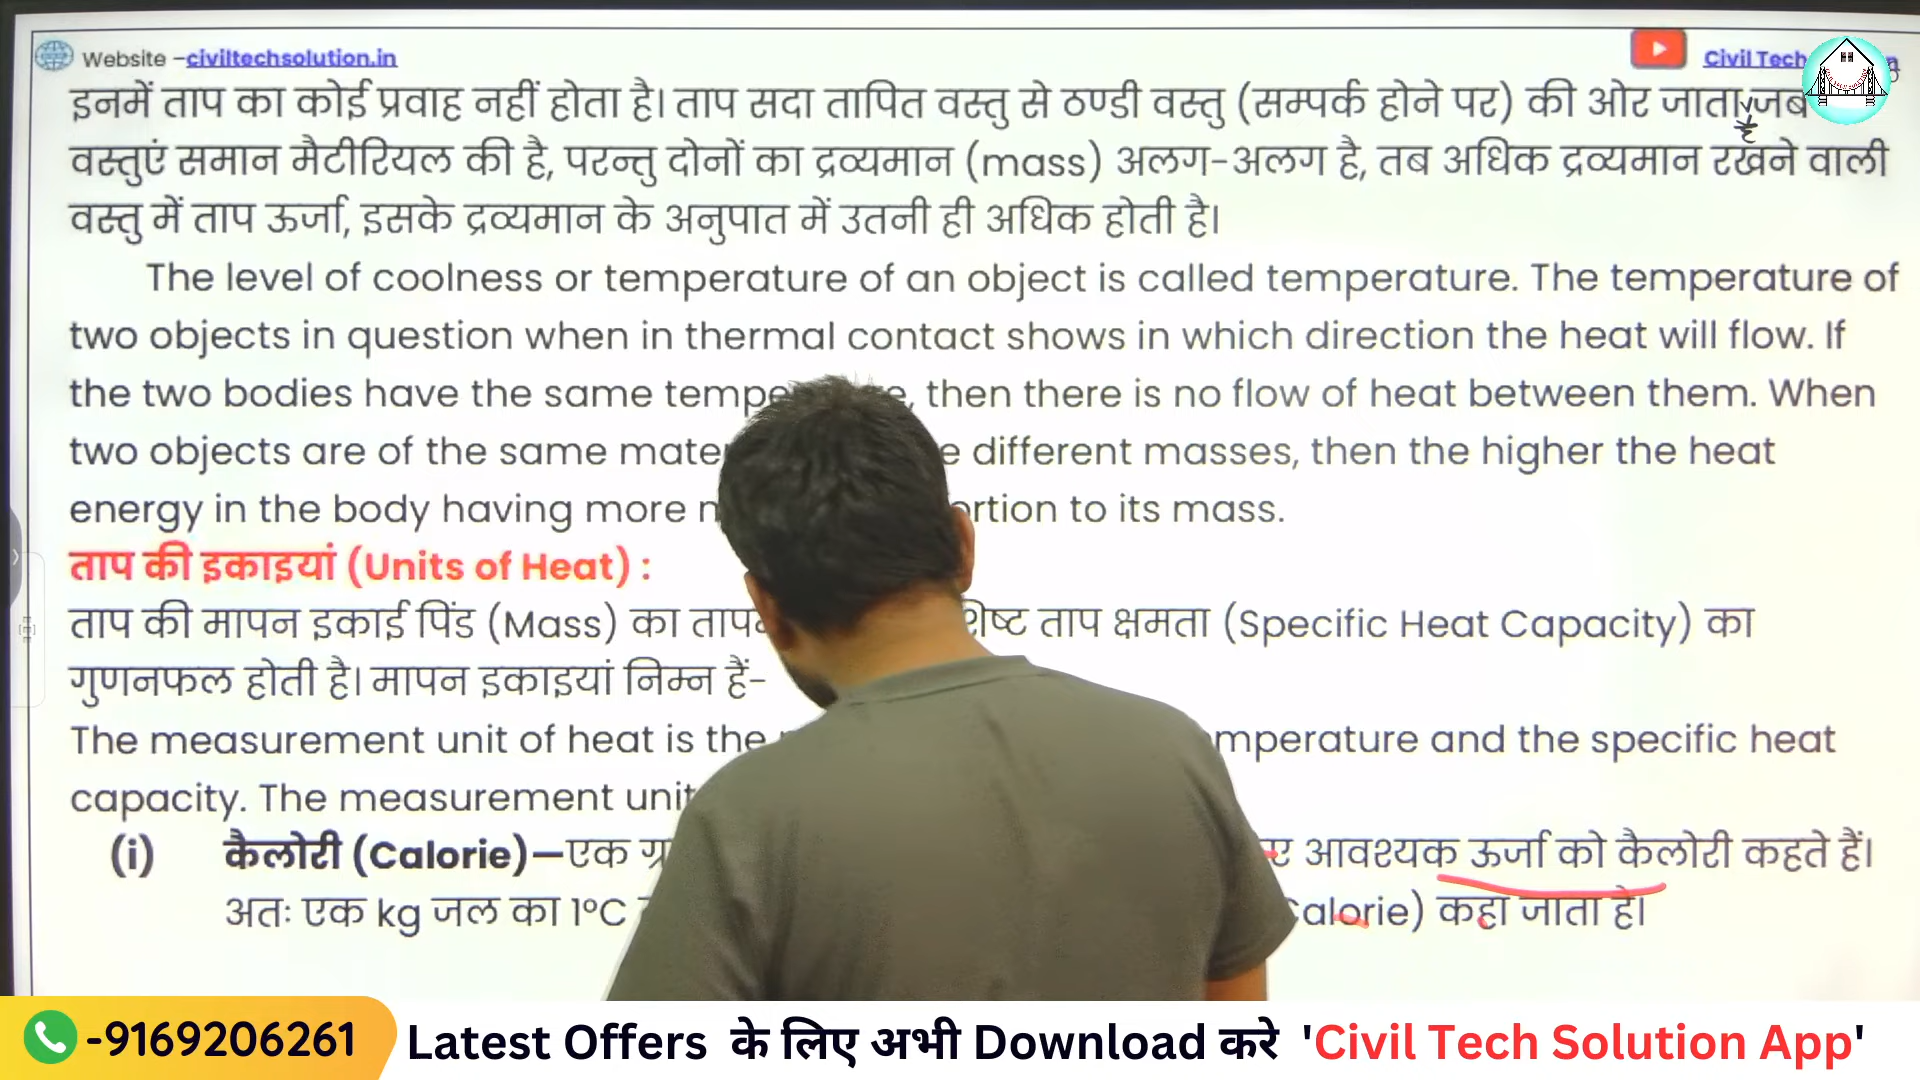 Website –civiltechsolution.in
Civil Tech
इनमें ताप का कोई प्रवाह नहीं होता है। ताप सदा तापित वस्तु से ठण्डी वस्तु (सम्पर्क होने पर) की ओर जाता है जब
वस्तुएं समान मैटीरियल की है, परन्तु दोनों का द्रव्यमान (mass) अलग-अलग है, तब अधिक द्रव्यमान रखने वाली
वस्तु में ताप ऊर्जा, इसके द्रव्यमान के अनुपात में उतनी ही अधिक होती है।
The level of coolness or temperature of an object is called temperature. The temperature of
two objects in question when in thermal contact shows in which direction the heat will flow. If
the two bodies have the same then there is no flow of heat between them. When
two objects are of the same different masses, then the higher the heat
energy in the body having more to its mass.
ताप की इकाइयां (Units of Heat) :
ताप की मापन इकाई पिंड (Mass) का ताप क्षमता (Specific Heat Capacity) का
गुणनफल होती है। मापन इकाइयां निम्न हैं-
The measurement unit of heat is the and the specific heat
capacity. The measurement
(i) कैलोरी (Calorie)—एक आवश्यक ऊर्जा को कैलोरी कहते हैं।
अतः एक kg जल का 1°C कहा जाता है।
-9169206261 Latest Offers के लिए अभी Download करे 'Civil Tech Solution App'